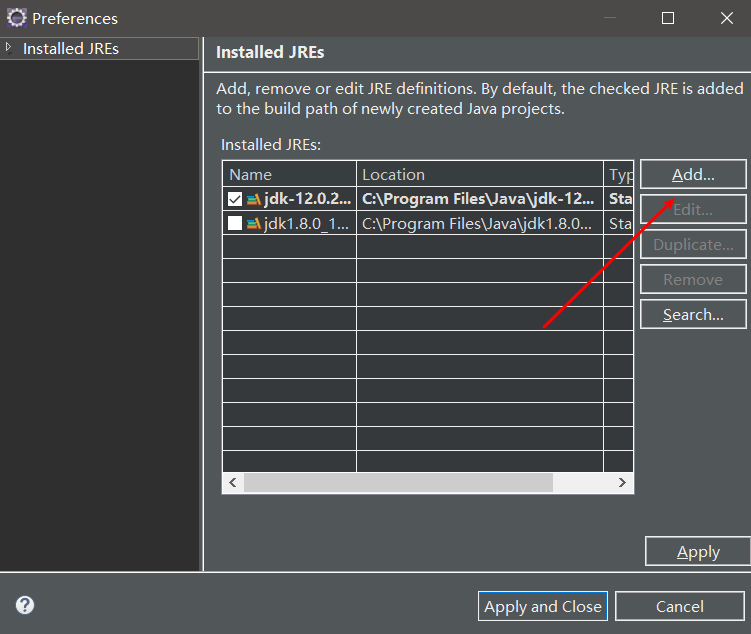 Preferences
Installed JREs
Installed JREs
Add, remove or edit JRE definitions. By default, the checked JRE is added
to the build path of newly created Java projects.
Installed JREs:
Name Location Typ
jdk-12.0.2... C:\Program Files\Java\jdk-12... Sta
jdk1.8.0_1... C:\Program Files\Java\jdk1.8.0... Sta
Add...
Edit...
Duplicate...
Remove
Search...
Apply
Apply and Close Cancel